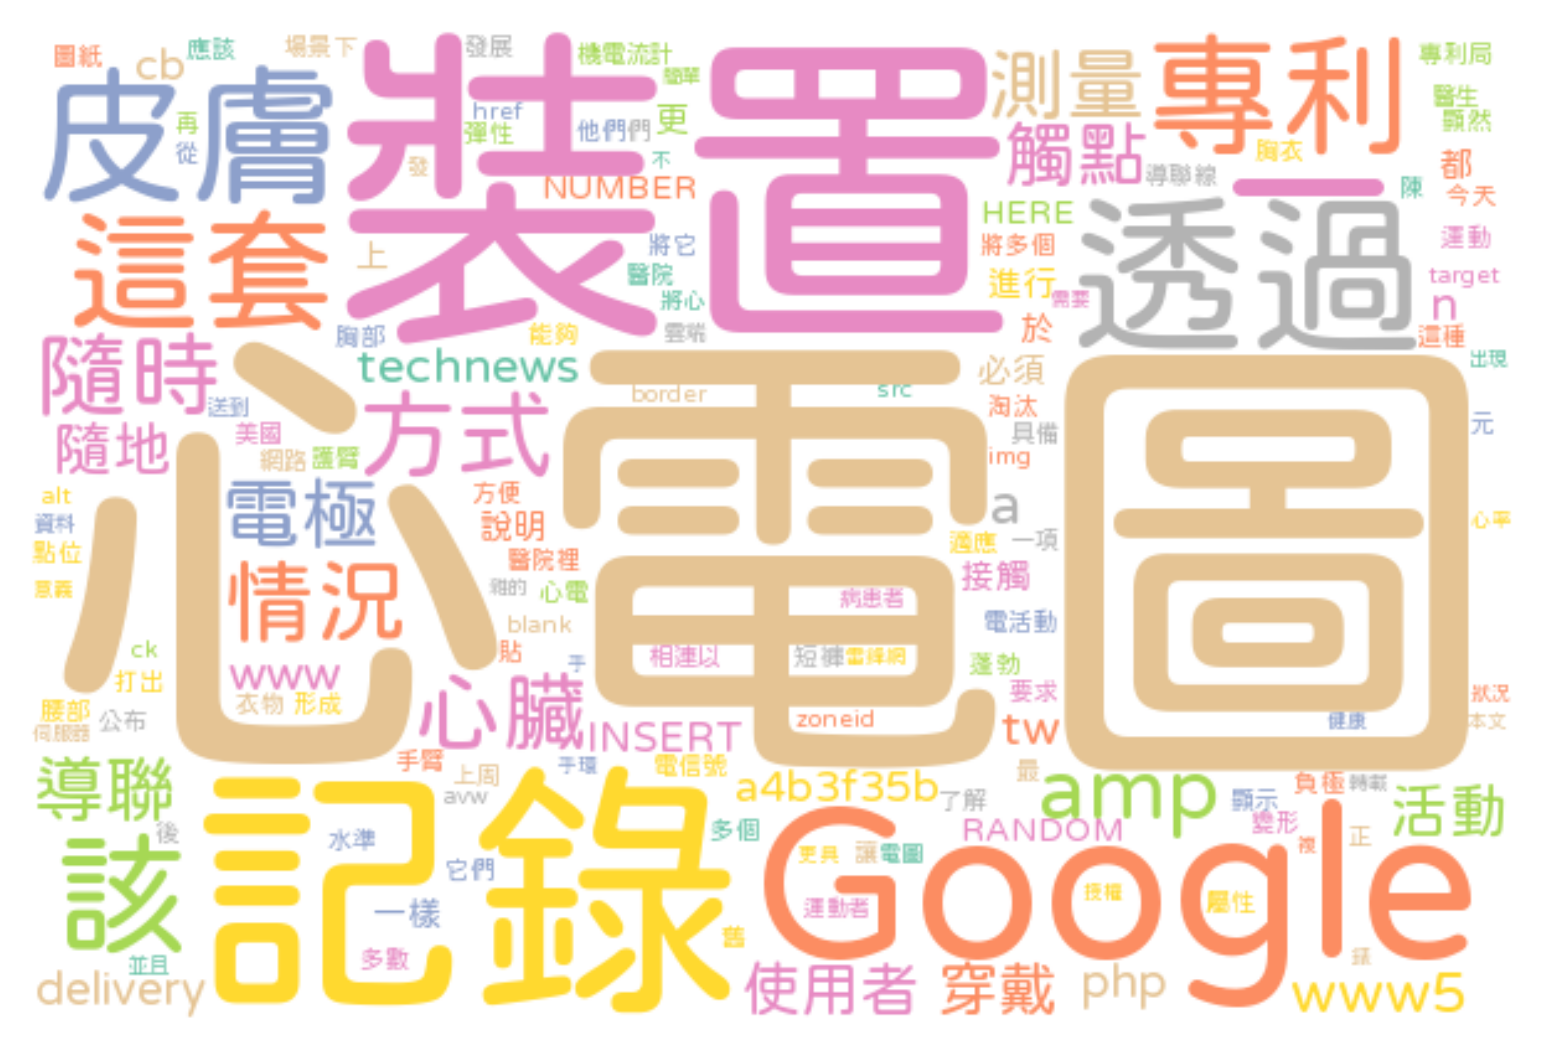 圖紙
cb
應該
場景下
發展
機電流計
簡單
測量
專利
專利局
皮膚
裝置
href
彈性
他們
們
更
醫生
顯然
再
從
發
不
觸點
導聯線
胸衣
都
陳
今天
NUMBER
一
HERE
透過
這套
上
將它
醫院
將心
將多個
進行
需要
運動
target
n
胸部
能夠
雲端
於
這種
隨時
technews
border
src
必須
出現
送到
隨地
美國
網路
護臂
方式
淘汰
具備
img
元
心電圖
alt
資料
點位
意義
電極
方便
說明
a
適應
一項
心率
情況
醫院裡
雜的
心電
接觸
病患者
blank
電活動
ck
打出
貼
手
相連以
短褲
雷鋒網
蓬勃
www
衣物
形成
要求
狀況
腰部
伺服器
公布
心臟
INSERT
zoneid
tw
健康
本文
手臂
上周
手環
電信號
導聯
avw
a4b3f35b
了解
最
amp
顯示
負極
轉載
活動
後
水準
記錄
多個
RANDOM
變形
複
正
該
它們
更具
讓
電圖
Google
一樣
運動者
授權
屬性
舊
並且
多數
錶
delivery
使用者
穿戴
php
www5